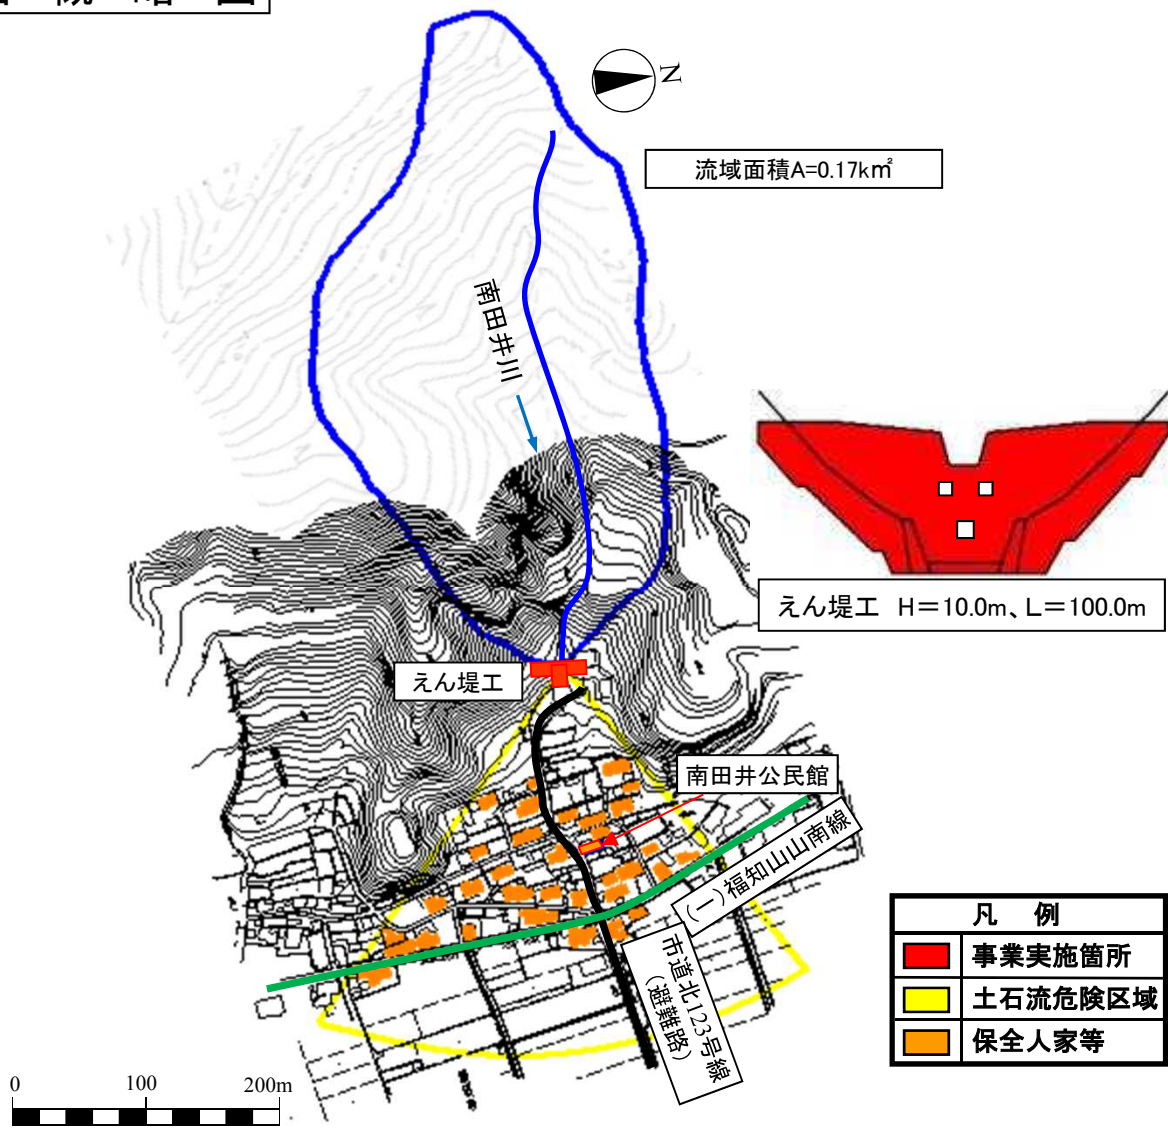 概略図
N
流域面積A=0.17k㎡
南田井川
えん堤工 H＝10.0m、L＝100.0m
えん堤工
南田井公民館
(一)福知山山南線
市道北123号線
(避難路)
凡 例
事業実施箇所
土石流危険区域
保全人家等
0 100 200m